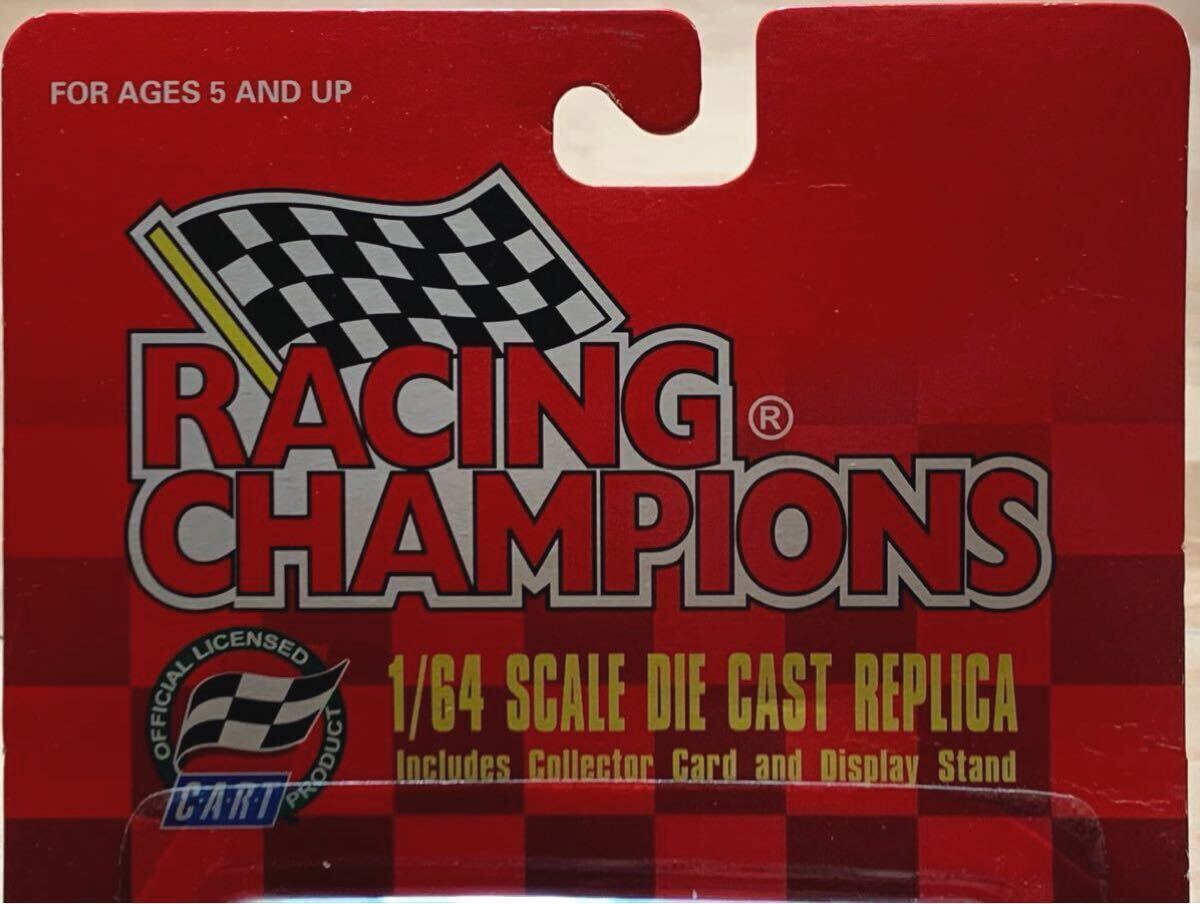 FOR AGES 5 AND UP
RACING ®
CHAMPIONS
OFFICIAL LICENSED
PRODUCT
C·A·R·T
1/64 SCALE DIE CAST REPLICA
Includes Collector Card and Display Stand